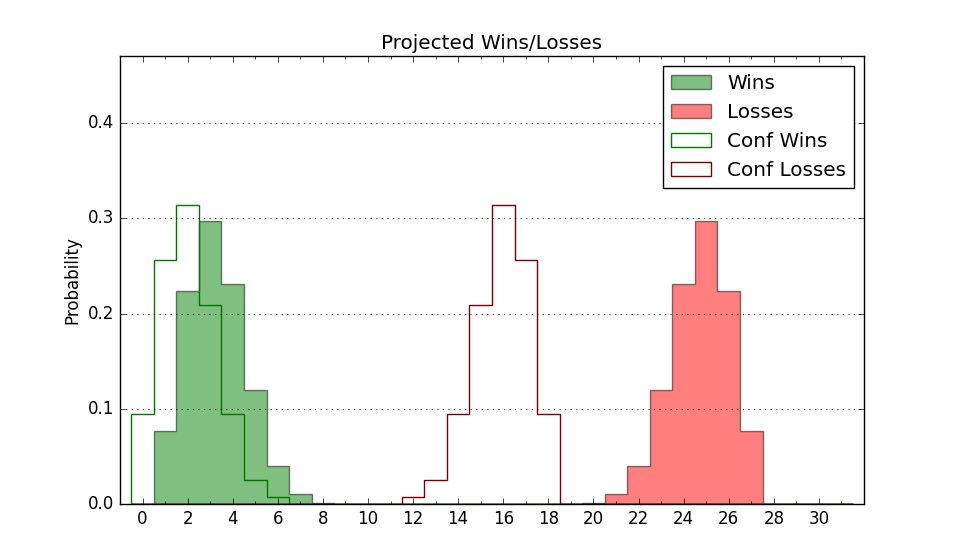 Projected Wins/Losses
Wins
Losses
Conf Wins
Conf Losses
Probability
0.4
0.3
0.2
0.1
0.0
0 2 4 6 8 10 12 14 16 18 20 22 24 26 28 30